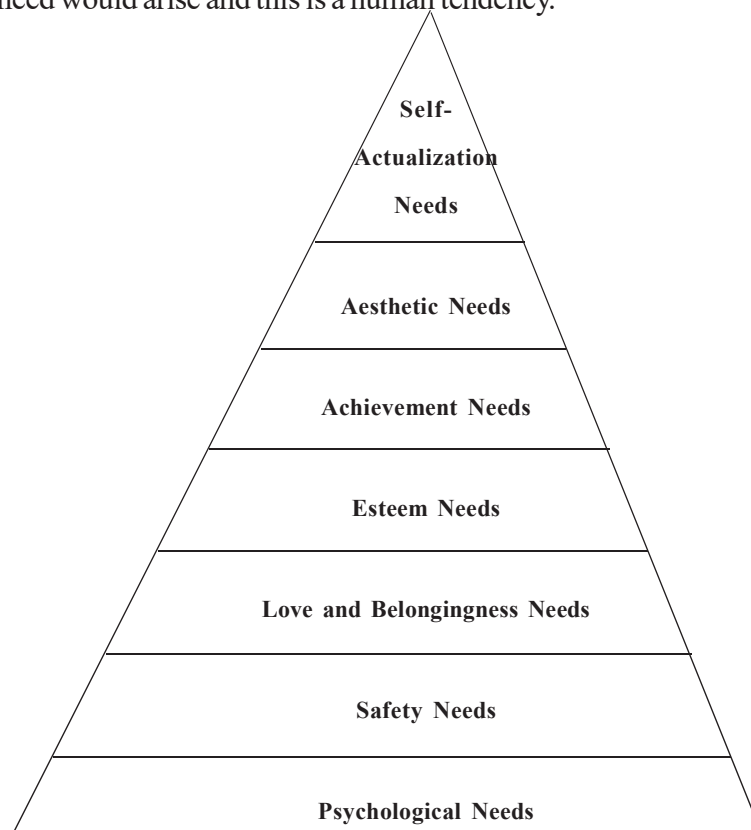 need would arise and this is a human tendency.
Self-
Actualization
Needs
Aesthetic Needs
Achievement Needs
Esteem Needs
Love and Belongingness Needs
Safety Needs
Psychological Needs